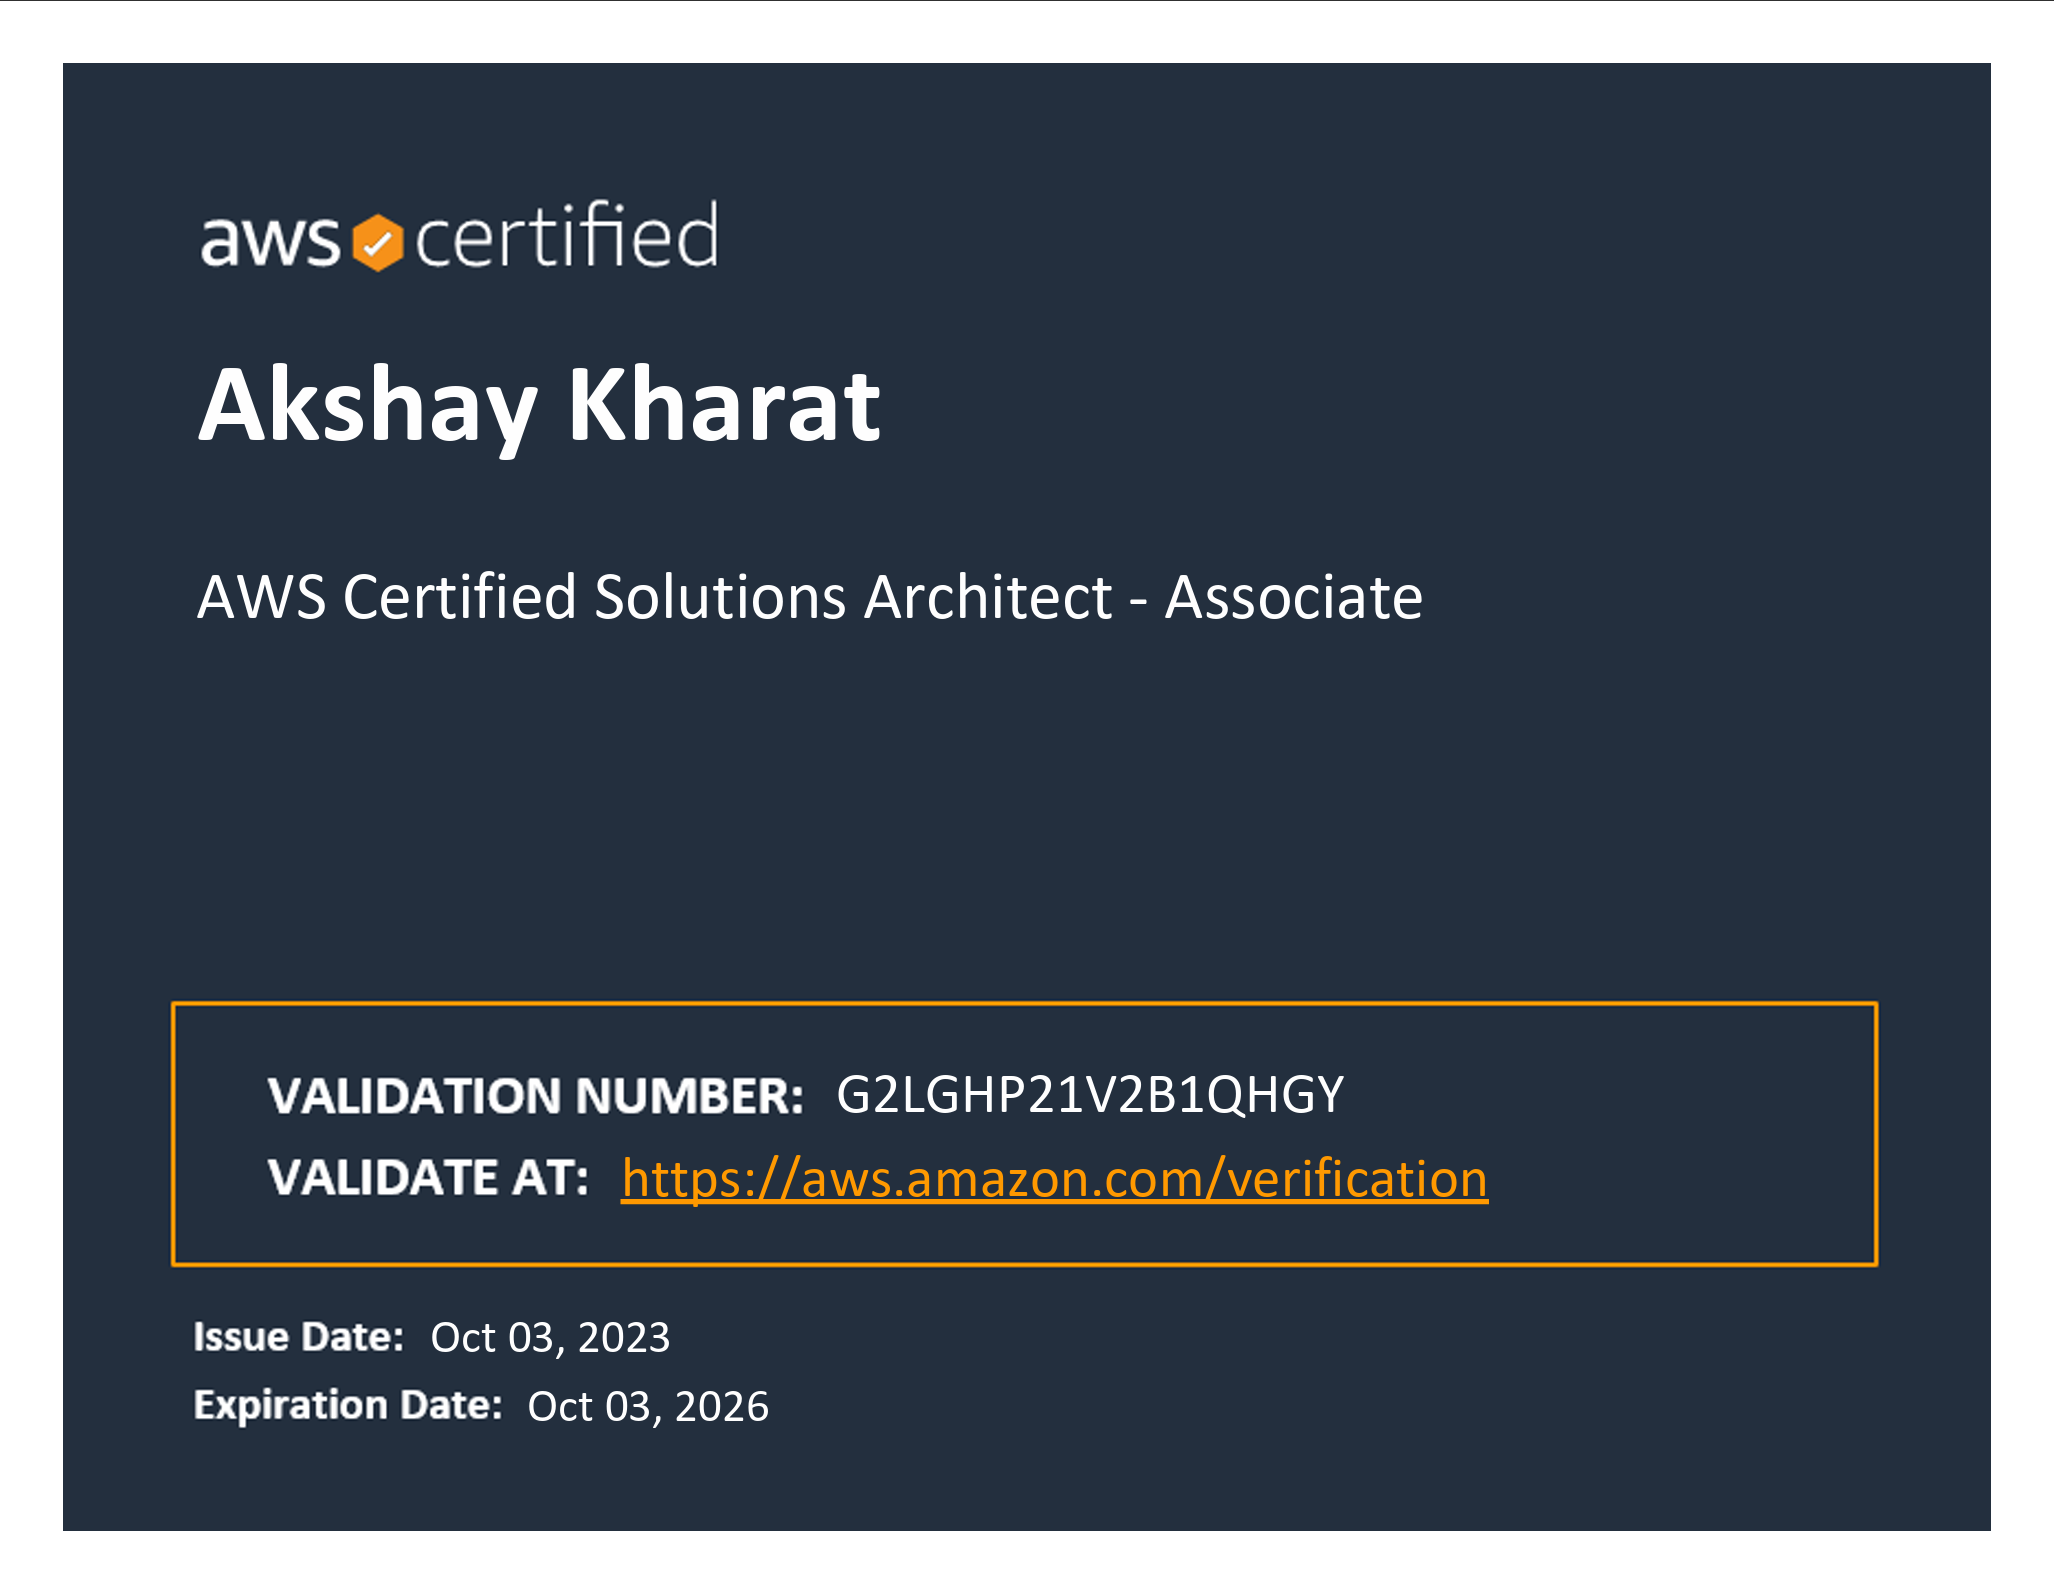 aws certified
Akshay Kharat
AWS Certified Solutions Architect - Associate
VALIDATION NUMBER: G2LGHP21V2B1QHGY
VALIDATE AT: https://aws.amazon.com/verification
Issue Date: Oct 03, 2023
Expiration Date: Oct 03, 2026